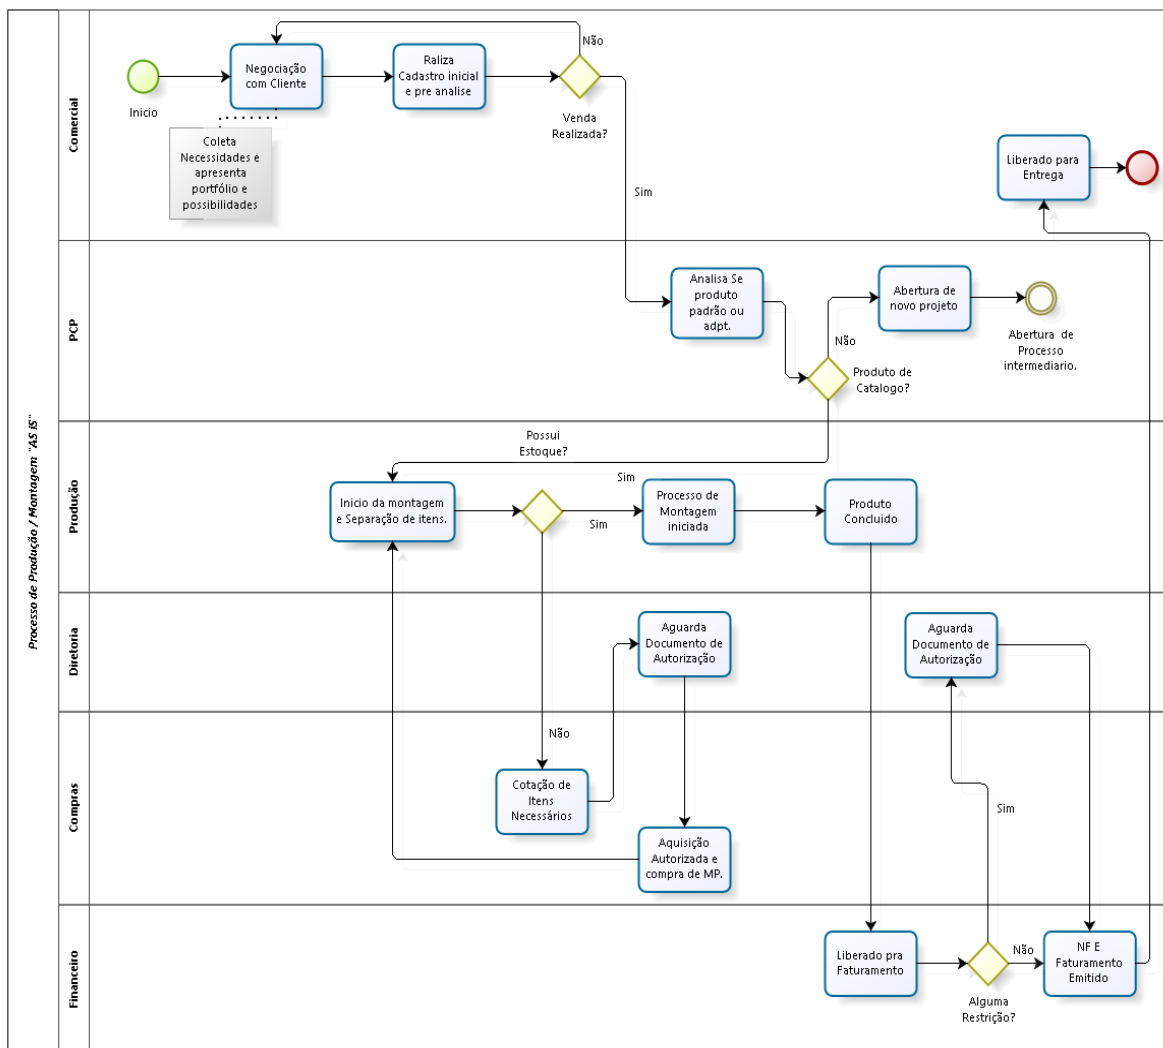 Processo de Produção / Montagem "AS IS"
Comercial
Inicio
Negociação
com Cliente
Coleta
Necessidades e
apresenta
portfólio e
possibilidades
Raliza
Cadastro inicial
e pre analise
Não
Venda
Realizada?
Sim
Liberado para
Entrega
PCP
Analisa Se
produto
padrão ou
adpt.
Não
Produto de
Catalogo?
Abertura de
novo projeto
Abertura de
Processo
intermediario.
Produção
Possui
Estoque?
Inicio da montagem
e Separação de itens.
Sim
Sim
Processo de
Montagem
iniciada
Produto
Concluido
Diretoria
Aguarda
Documento de
Autorização
Aguarda
Documento de
Autorização
Compras
Não
Cotação de
Itens
Necessários
Aquisição
Autorizada e
compra de MP.
Sim
Financeiro
Liberado pra
Faturamento
Alguma
Restrição?
Não
NF E
Faturamento
Emitido